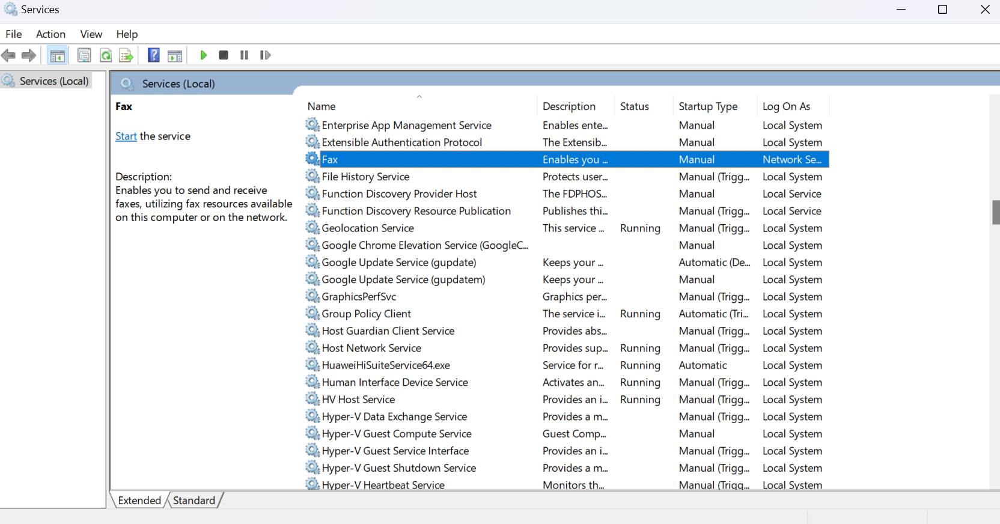 Services
File Action View Help
Services (Local)
Services (Local)
Fax
Start the service
Description:
Enables you to send and receive
faxes, utilizing fax resources available
on this computer or on the network.
Name Description Status Startup Type Log On As
Enterprise App Management Service Enables ente... Manual Local System
Extensible Authentication Protocol The Extensib... Manual Local System
Fax Enables you ... Manual Network Se...
File History Service Protects user... Manual (Trigg... Local System
Function Discovery Provider Host The FDPHOS... Manual Local Service
Function Discovery Resource Publication Publishes thi... Manual (Trigg... Local Service
Geolocation Service This service ... Running Manual (Trigg... Local System
Google Chrome Elevation Service (GoogleC... Manual Local System
Google Update Service (gupdate) Keeps your ... Automatic (De... Local System
Google Update Service (gupdatem) Keeps your ... Manual Local System
GraphicsPerfSvc Graphics per... Manual (Trigg... Local System
Group Policy Client The service i... Running Automatic (Tri... Local System
Host Guardian Client Service Provides abs... Manual (Trigg... Local System
Host Network Service Provides sup... Running Manual (Trigg... Local System
HuaweiHiSuiteService64.exe Service for r... Running Automatic Local System
Human Interface Device Service Activates an... Running Manual (Trigg... Local System
HV Host Service Provides an i... Running Manual (Trigg... Local System
Hyper-V Data Exchange Service Provides a m... Manual (Trigg... Local System
Hyper-V Guest Compute Service Guest Comp... Manual Local System
Hyper-V Guest Service Interface Provides an i... Manual (Trigg... Local System
Hyper-V Guest Shutdown Service Provides a m... Manual (Trigg... Local System
Hyper-V Heartbeat Service Monitors th... Manual (Trigg... Local System
Extended Standard